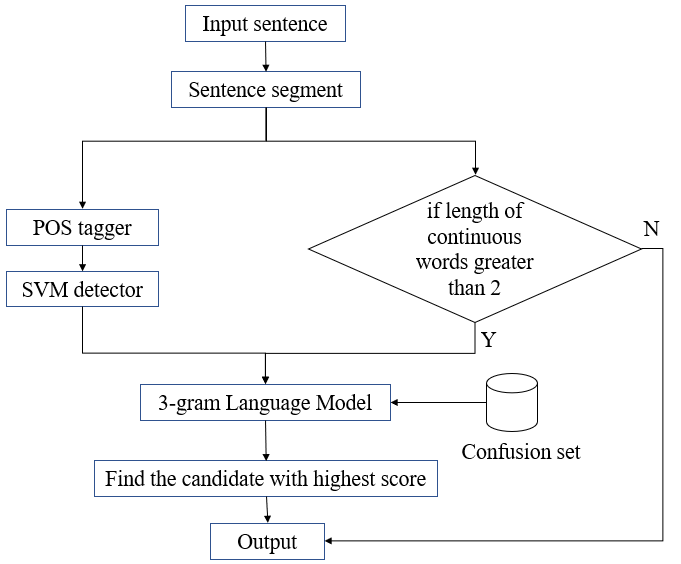 Input sentence
Sentence segment
POS tagger
SVM detector
if length of
continuous
words greater
than 2
N
Y
3-gram Language Model
Confusion set
Find the candidate with highest score
Output